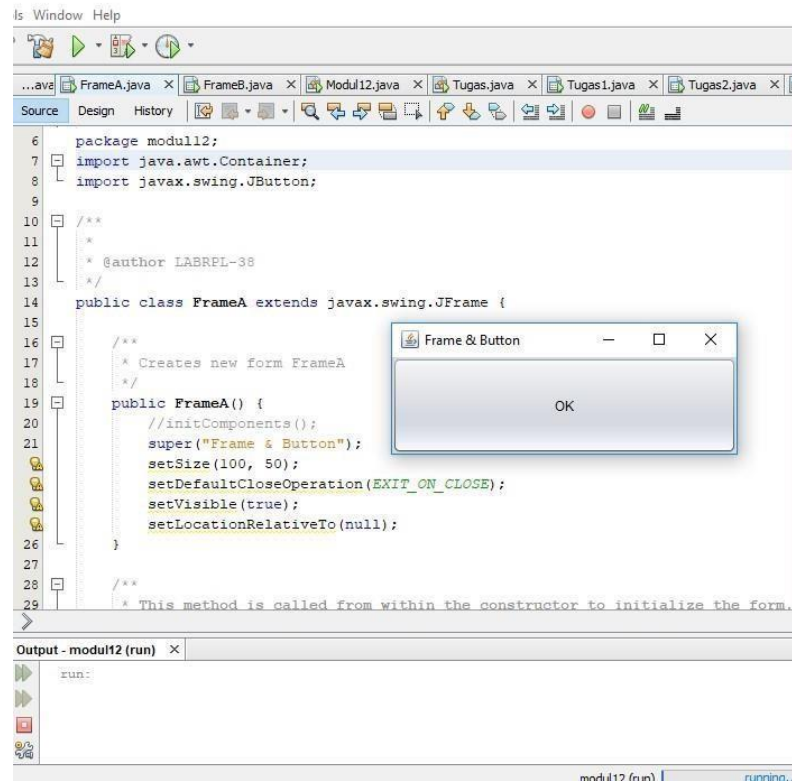 ls Window Help
...ava FrameA.java × FrameB.java × Modul12.java × Tugas.java × Tugas1.java × Tugas2.java ×
Source Design History
6 package modul12;
7 import java.awt.Container;
8 import javax.swing.JButton;
9
10 /**
11 *
12 * @author LABRPL-38
13 */
14 public class FrameA extends javax.swing.JFrame {
15
16 /**
17 * Creates new form FrameA
18 */
19 public FrameA() {
20 //initComponents();
21 super("Frame & Button");
setSize(100, 50);
setDefaultCloseOperation(EXIT_ON_CLOSE);
setVisible(true);
setLocationRelativeTo(null);
26 }
27
28 /**
29 * This method is called from within the constructor to initialize the form.
Frame & Button
OK
Output - modul12 (run) ×
run:
modul12 (run) running...